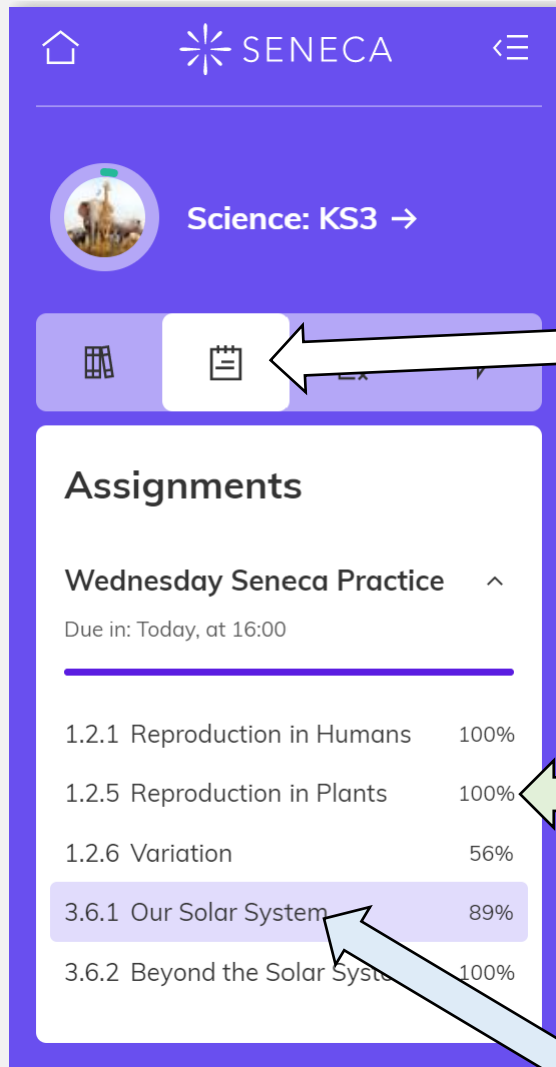 SENECA
Science: KS3 →
Assignments
Wednesday Seneca Practice
Due in: Today, at 16:00
1.2.1 Reproduction in Humans 100%
1.2.5 Reproduction in Plants 100%
1.2.6 Variation 56%
3.6.1 Our Solar System 89%
3.6.2 Beyond the Solar 100%